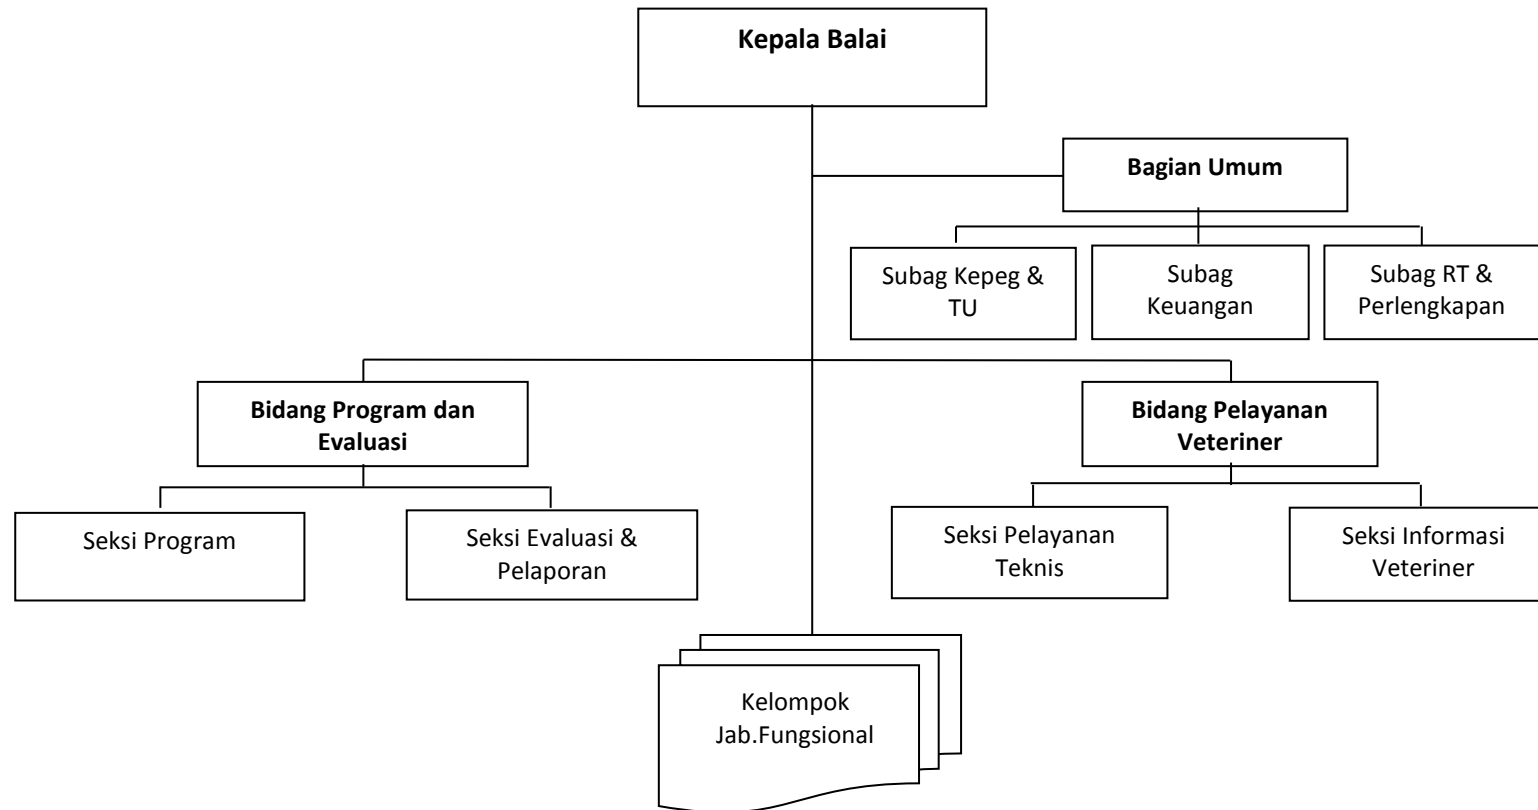 Kepala Balai
Bagian Umum
Subag Kepeg &
TU
Subag
Keuangan
Subag RT &
Perlengkapan
Bidang Program dan
Evaluasi
Bidang Pelayanan
Veteriner
Seksi Program
Seksi Evaluasi &
Pelaporan
Seksi Pelayanan
Teknis
Seksi Informasi
Veteriner
Kelompok
Jab.Fungsional